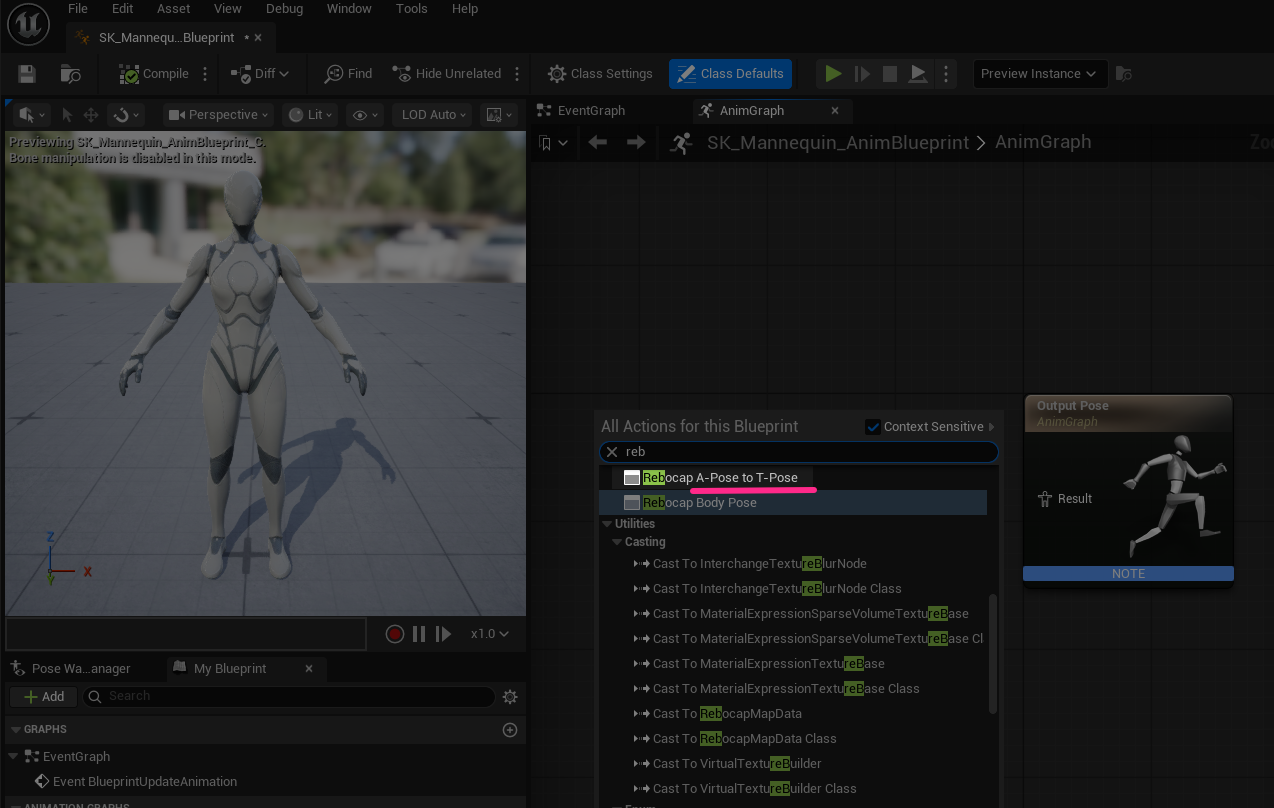 File Edit Asset View Debug Window Tools Help
SK_Mannequ...Blueprint
Compile Diff Find Hide Unrelated Class Settings Class Defaults Preview Instance
Perspective Lit LOD Auto
EventGraph AnimGraph
SK_Mannequin_AnimBlueprint > AnimGraph
Previewing SK_Mannequin_AnimBlueprint_C.
Bone manipulation is disabled in this mode.
Z
X
Y
x1.0
All Actions for this Blueprint Context Sensitive
reb
Rebocap A-Pose to T-Pose
Rebocap Body Pose
Utilities
Casting
Cast To InterchangeTextureBlurNode
Cast To InterchangeTextureBlurNode Class
Cast To MaterialExpressionSparseVolumeTextureBase
Cast To MaterialExpressionSparseVolumeTextureBase Cl
Cast To MaterialExpressionTextureBase
Cast To MaterialExpressionTextureBase Class
Cast To RebocapMapData
Cast To RebocapMapData Class
Cast To VirtualTextureBuilder
Cast To VirtualTextureBuilder Class
Output Pose
AnimGraph
Result
NOTE
Pose Wa...anager My Blueprint
Add Search
GRAPHS
EventGraph
Event BlueprintUpdateAnimation